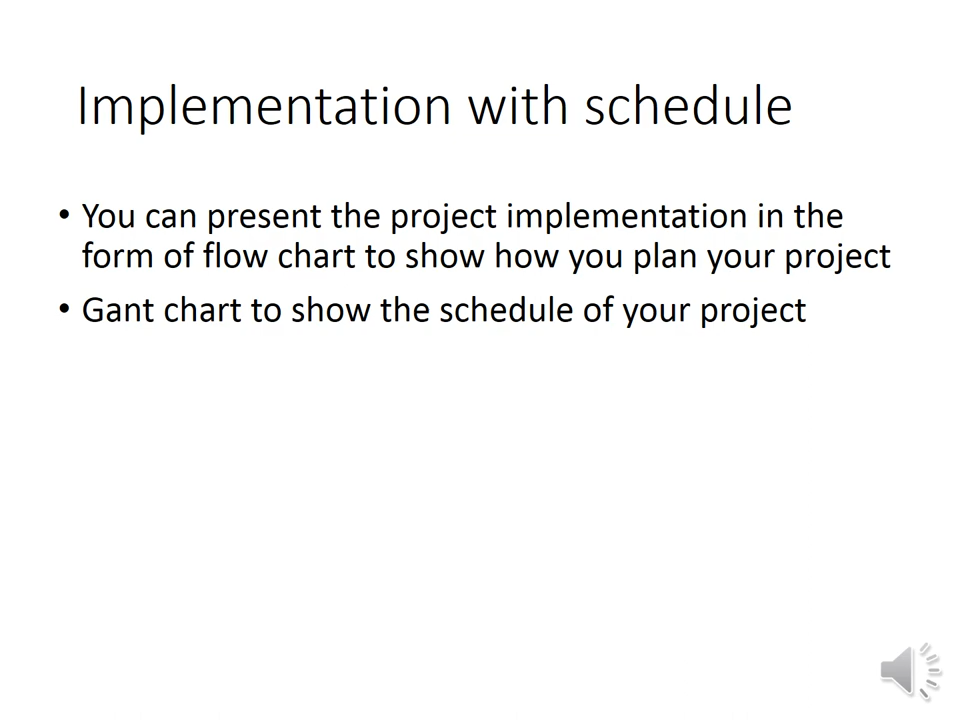 Implementation with schedule
• You can present the project implementation in the
form of flow chart to show how you plan your project
• Gant chart to show the schedule of your project